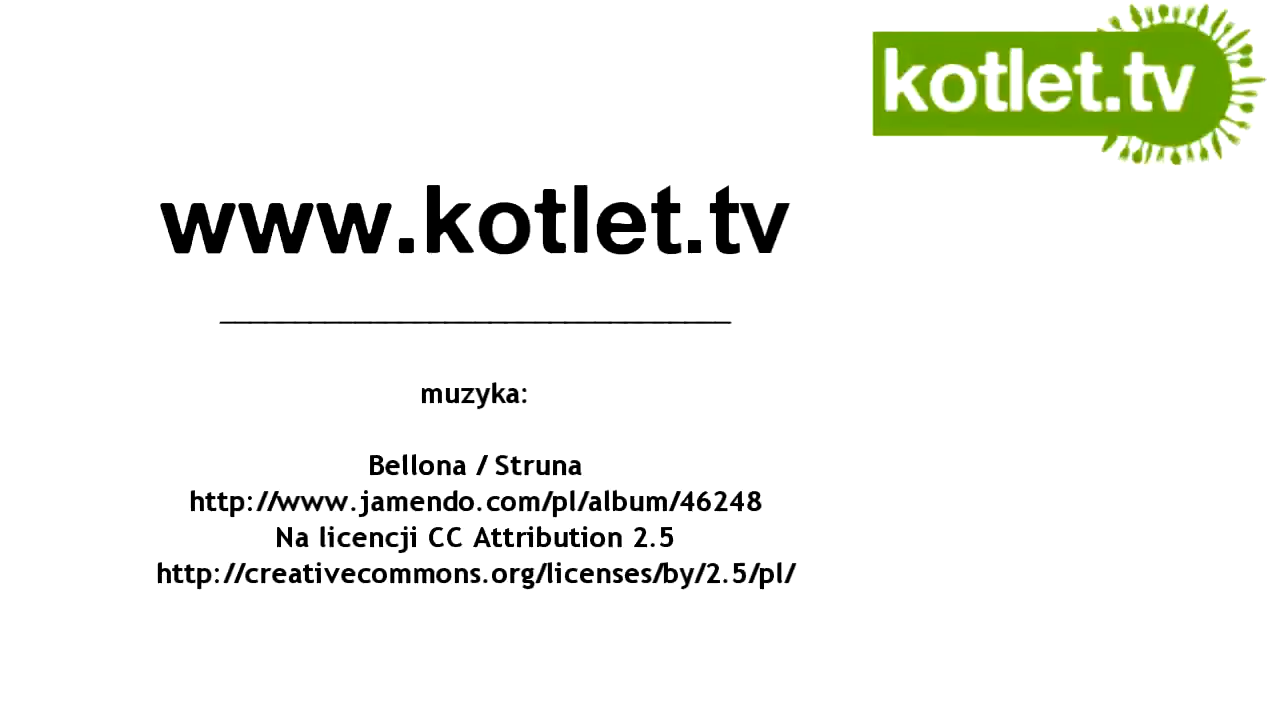 kotlet.tv
www.kotlet.tv
muzyka:
Bellona / Struna
http://www.jamendo.com/pl/album/46248
Na licencji CC Attribution 2.5
http://creativecommons.org/licenses/by/2.5/pl/